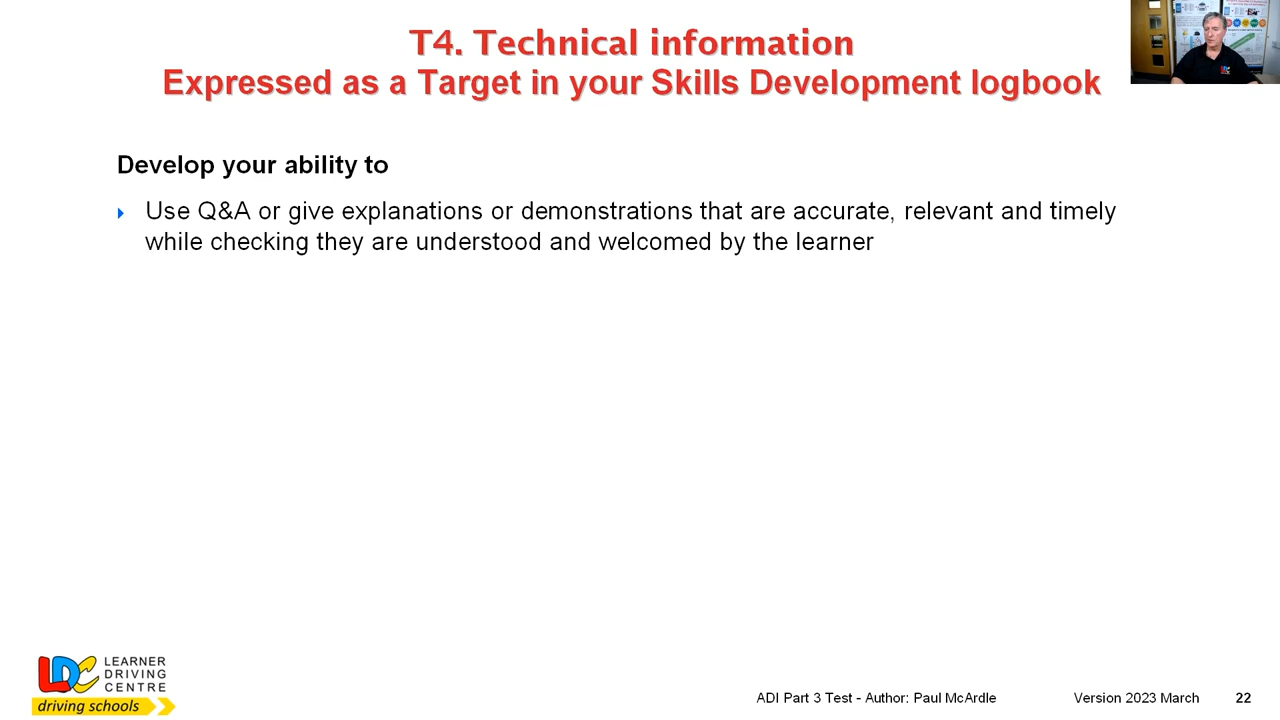 T4. Technical information
Expressed as a Target in your Skills Development logbook
Develop your ability to
Use Q&A or give explanations or demonstrations that are accurate, relevant and timely
while checking they are understood and welcomed by the learner
LDC
LEARNER
DRIVING
CENTRE
driving schools
ADI Part 3 Test - Author: Paul McArdle
Version 2023 March
22